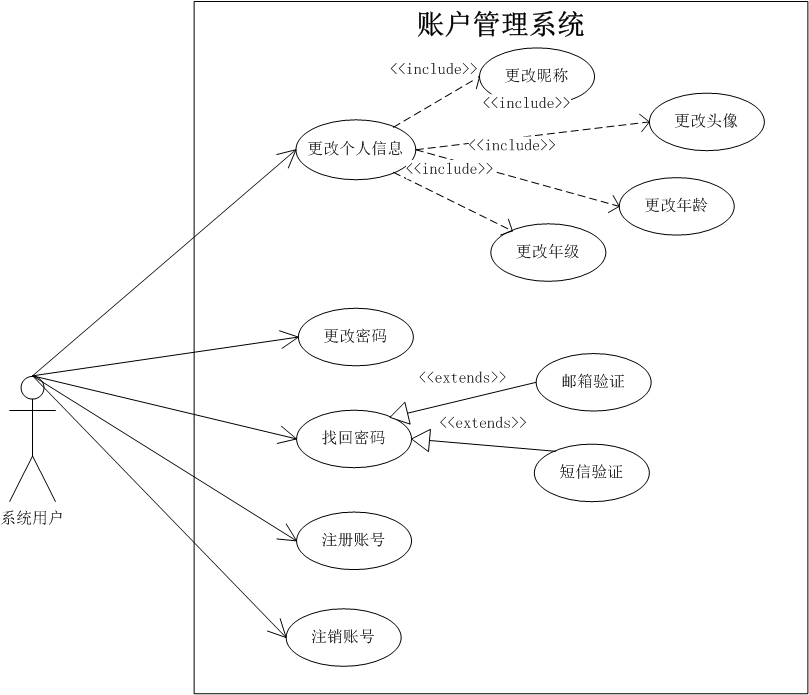 账户管理系统
<<include>>
更改昵称
<<include>>
更改头像
更改个人信息
<<include>>
<<include>>
更改年龄
更改年级
更改密码
<<extends>>
邮箱验证
<<extends>>
找回密码
短信验证
系统用户
注册账号
注销账号